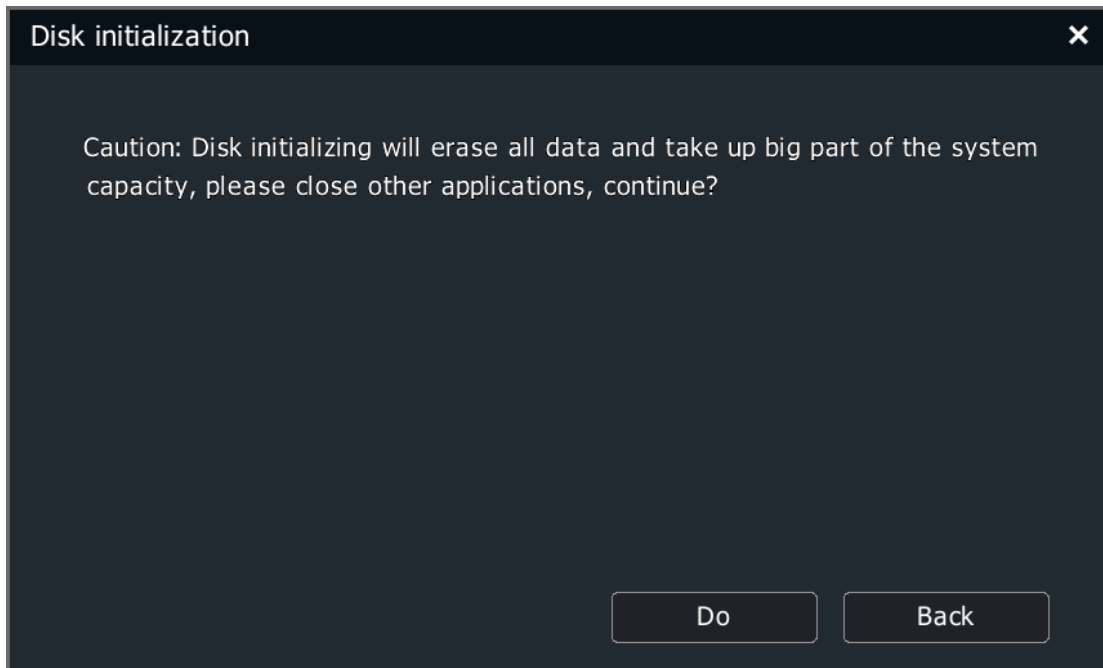 Disk initialization
Caution: Disk initializing will erase all data and take up big part of the system
capacity, please close other applications, continue?
Do
Back